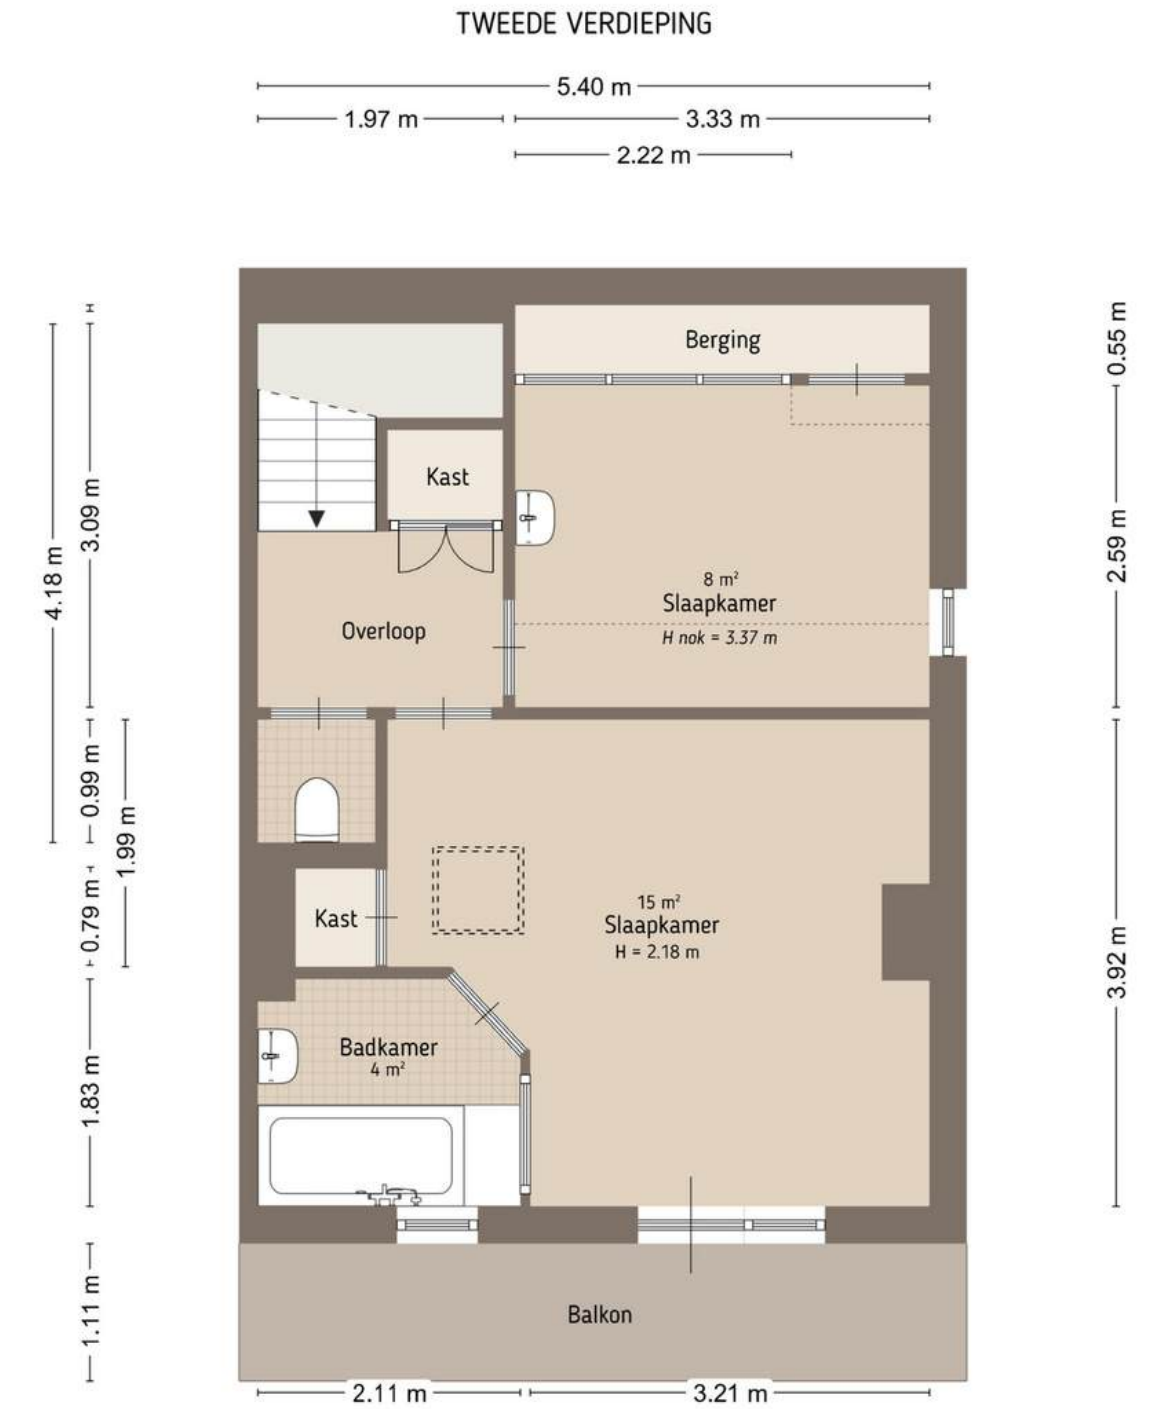 TWEEDE VERDIEPING
5.40 m
1.97 m
3.33 m
2.22 m
Berging
0.55 m
Kast
3.09 m
2.59 m
4.18 m
8 m²
Slaapkamer
H nok = 3.37 m
Overloop
0.99 m
1.99 m
0.79 m
Kast
15 m²
Slaapkamer
H = 2.18 m
3.92 m
Badkamer
4 m²
1.83 m
1.11 m
Balkon
2.11 m
3.21 m